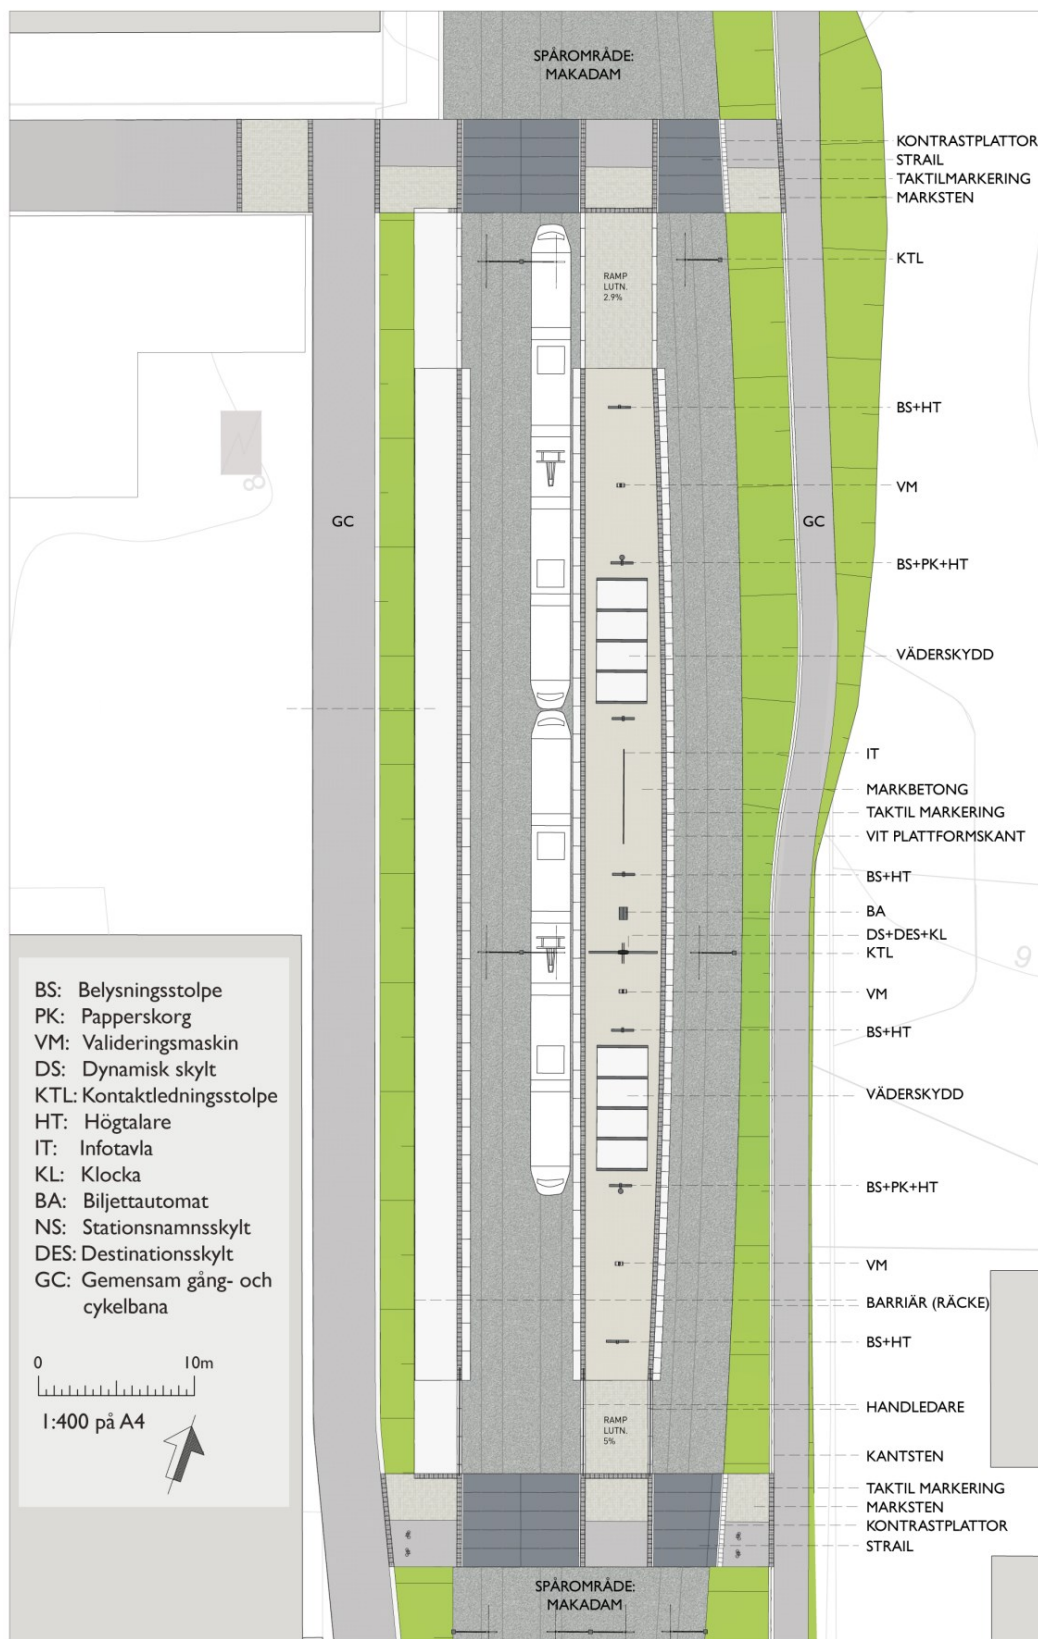 SPÅROMRÅDE:
MAKADAM
KONTRASTPLATTOR
STRAIL
TAKTILMARKERING
MARKSTEN
KTL
RAMP
LUTN.
2.9%
BS+HT
VM
8
GC
GC
BS+PK+HT
VÄDERSKYDD
IT
MARKBETONG
TAKTIL MARKERING
VIT PLATTFORMSKANT
BS+HT
BA
DS+DES+KL
KTL
9
VM
BS+HT
VÄDERSKYDD
BS+PK+HT
VM
BARRIÄR (RÄCKE)
BS+HT
HANDLEDARE
RAMP
LUTN.
5%
KANTSTEN
TAKTIL MARKERING
MARKSTEN
KONTRASTPLATTOR
STRAIL
SPÅROMRÅDE:
MAKADAM
BS: Belysningsstolpe
PK: Papperskorg
VM: Valideringsmaskin
DS: Dynamisk skylt
KTL: Kontaktledningsstolpe
HT: Högtalare
IT: Infotavla
KL: Klocka
BA: Biljettautomat
NS: Stationsnamnsskylt
DES: Destinationsskylt
GC: Gemensam gång- och
cykelbana
0 10m
1:400 på A4